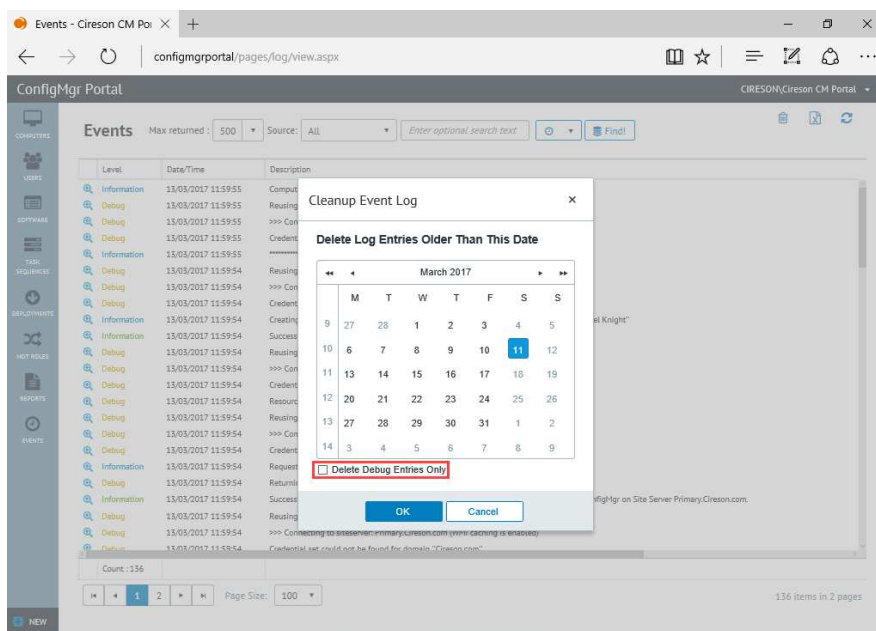 Events - Cireson CM Por
configmgrportal/pages/log/view.aspx
ConfigMgr Portal
CIRESON\Cireson CM Portal
COMPUTERS
USERS
SOFTWARE
TASK SEQUENCES
DEPLOYMENTS
HOT ROLES
REPORTS
EVENTS
NEW
Events Max returned : 500 Source: All Enter optional search text Find!
Level Date/Time Description
Information 13/03/2017 11:59:55 Comput
Debug 13/03/2017 11:59:55 Reusing
Debug 13/03/2017 11:59:55 >>> Con
Debug 13/03/2017 11:59:55 Credent
Information 13/03/2017 11:59:55
Debug 13/03/2017 11:59:54 Reusing
Debug 13/03/2017 11:59:54 >>> Con
Debug 13/03/2017 11:59:54 Credent
Information 13/03/2017 11:59:54 Creating el Knight"
Information 13/03/2017 11:59:54 Success
Debug 13/03/2017 11:59:54 Reusing
Debug 13/03/2017 11:59:54 >>> Con
Debug 13/03/2017 11:59:54 Credent
Debug 13/03/2017 11:59:54 Resourc
Debug 13/03/2017 11:59:54 Reusing
Debug 13/03/2017 11:59:54 >>> Con
Debug 13/03/2017 11:59:54 Credent
Information 13/03/2017 11:59:54 Request
Debug 13/03/2017 11:59:54 Returni
Information 13/03/2017 11:59:54 Success nfigMgr on Site Server Primary.Cireson.com.
Debug 13/03/2017 11:59:54 Reusing
Debug 13/03/2017 11:59:54 >>> Connecting to siteserver: Primary.Cireson.com (WMI caching is enabled)
Debug 13/03/2017 11:59:54 Credential set could not be found for domain "Cireson.com"
Count : 136
1 2 Page Size: 100 136 items in 2 pages
Cleanup Event Log
Delete Log Entries Older Than This Date
March 2017
M T W T F S S
9 27 28 1 2 3 4 5
10 6 7 8 9 10 11 12
11 13 14 15 16 17 18 19
12 20 21 22 23 24 25 26
13 27 28 29 30 31 1 2
14 3 4 5 6 7 8 9
Delete Debug Entries Only
OK Cancel